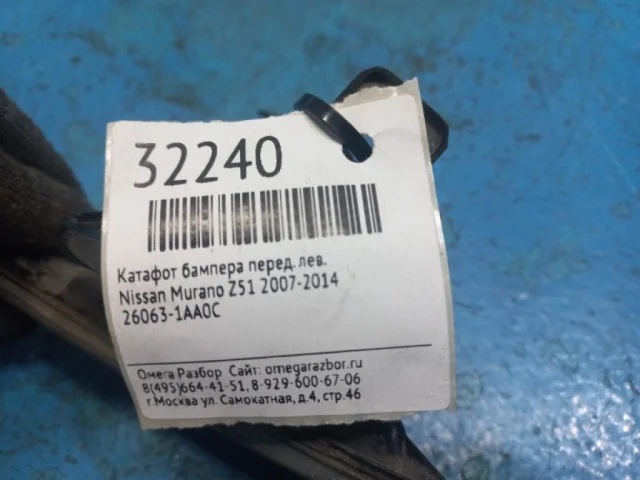 32240
Катафот бампера перед. лев.
Nissan Murano Z51 2007-2014
26063-1AA0C
Омега Разбор Сайт: omegarazbor.ru
8(495)664-41-51, 8-929-600-67-06
г.Москва ул. Самокатная, д.4, стр.46